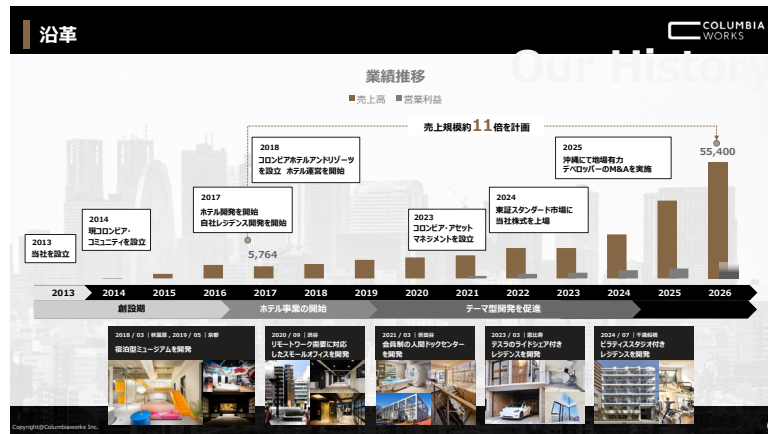 沿革
COLUMBIA
WORKS
Our History
業績推移
売上高 営業利益
売上規模約11倍を計画
2018
コロンビアホテルアンドリゾーツ
を設立 ホテル運営を開始
2025
沖縄にて地場有力
デベロッパーのM&Aを実施
55,400
2017
ホテル開発を開始
自社レジデンス開発を開始
2024
東証スタンダード市場に
当社株式を上場
2014
現コロンビア・
コミュニティを設立
2023
コロンビア・アセット
マネジメントを設立
2013
当社を設立
5,764
2013 2014 2015 2016 2017 2018 2019 2020 2021 2022 2023 2024 2025 2026
創設期 ホテル事業の開始 テーマ型開発を促進
2018 / 03 | 秋葉原 , 2019 / 05 | 京都
宿泊型ミュージアムを開発
2020 / 09 | 渋谷
リモートワーク需要に対応
したスモールオフィスを開発
2021 / 03 | 世田谷
会員制の人間ドックセンター
を開発
2023 / 03 | 恵比寿
テスラのライドシェア付き
レジデンスを開発
2024 / 07 | 千歳船橋
ピラティススタジオ付き
レジデンスを開発
Copyright@Columbiaworks Inc.